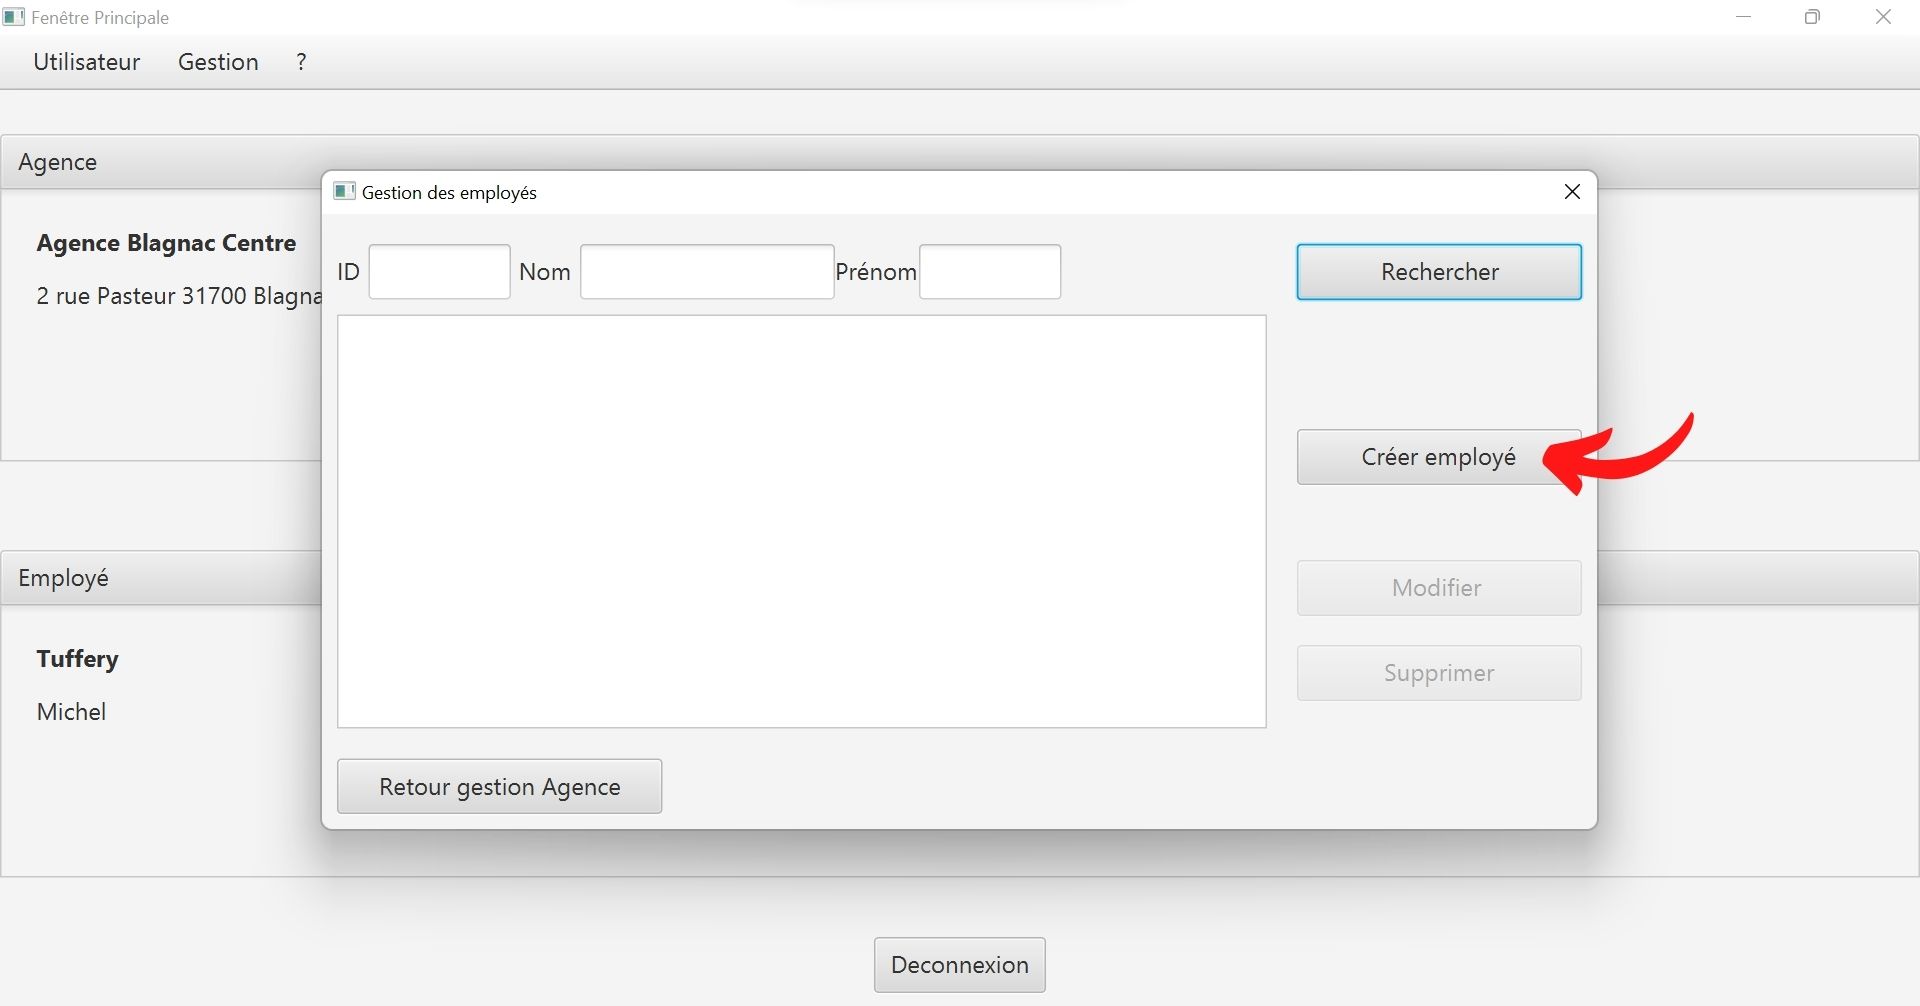 Fenêtre Principale
Utilisateur Gestion ?
Agence
Agence Blagnac Centre
2 rue Pasteur 31700 Blagna
Gestion des employés
ID Nom Prénom Rechercher
Créer employé
Modifier
Supprimer
Retour gestion Agence
Employé
Tuffery
Michel
Deconnexion